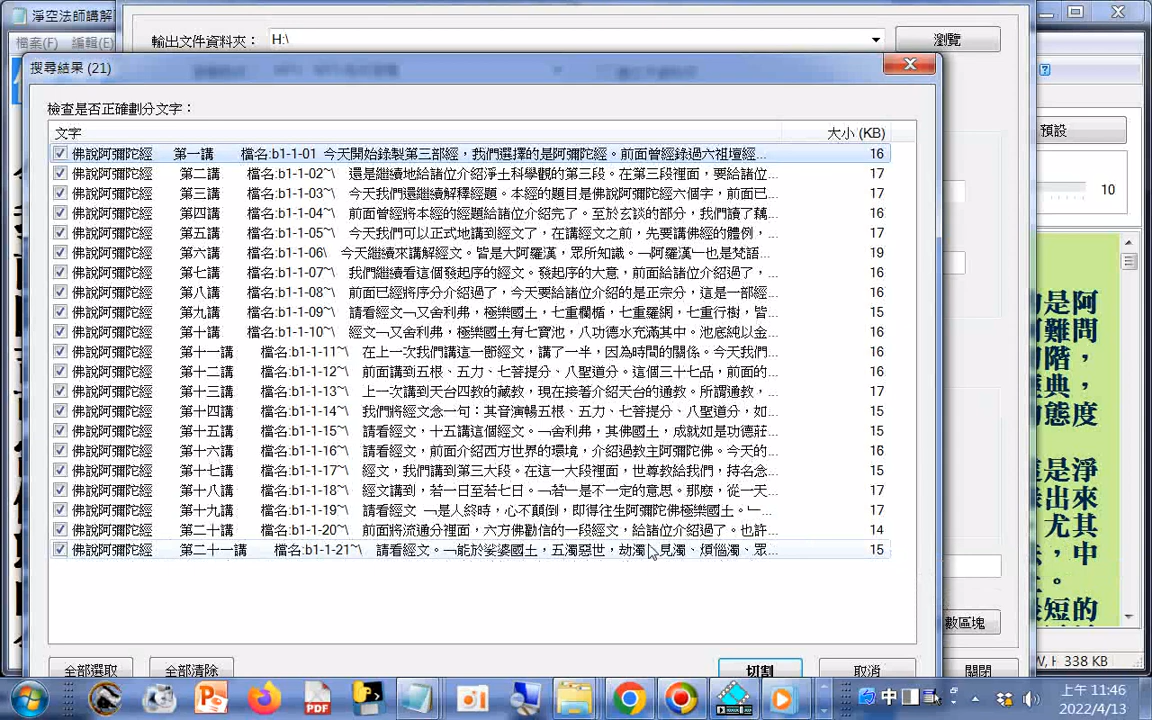 淨空法師講解
檔案(F) 編輯(E)
輸出文件資料夾： H:\ 瀏覽
搜尋結果 (21)
檢查是否正確劃分文字：
文字 大小 (KB)
佛說阿彌陀經 第一講 檔名:b1-1-01 今天開始錄製第三部經，我們選擇的是阿彌陀經。前面曾經錄過六祖壇經... 16
佛說阿彌陀經 第二講 檔名:b1-1-02~\ 還是繼續地給諸位介紹淨土科學觀的第三段。在第三段裡面，要給諸位... 17
佛說阿彌陀經 第三講 檔名:b1-1-03~\ 今天我們還繼續解釋經題。本經的題目是佛說阿彌陀經六個字，前面已... 17
佛說阿彌陀經 第四講 檔名:b1-1-04~\ 前面曾經將本經的經題給諸位介紹完了。至於玄談的部分，我們讀了藕... 16
佛說阿彌陀經 第五講 檔名:b1-1-05~\ 今天我們可以正式地講到經文了，在講經文之前，先要講佛經的體例，... 17
佛說阿彌陀經 第六講 檔名:b1-1-06\ 今天繼續來講解經文。皆是大阿羅漢，眾所知識。﹁阿羅漢﹂也是梵語... 19
佛說阿彌陀經 第七講 檔名:b1-1-07~\ 我們繼續看這個發起序的經文。發起序的大意，前面給諸位介紹過了，... 16
佛說阿彌陀經 第八講 檔名:b1-1-08~\ 前面已經將序分介紹過了，今天要給諸位介紹的是正宗分，這是一部經... 16
佛說阿彌陀經 第九講 檔名:b1-1-09~\ 請看經文﹁又舍利弗，極樂國土，七重欄楯，七重羅網，七重行樹，皆... 15
佛說阿彌陀經 第十講 檔名:b1-1-10~\ 經文﹁又舍利弗，極樂國土有七寶池，八功德水充滿其中。池底純以金... 16
佛說阿彌陀經 第十一講 檔名:b1-1-11~\ 在上一次我們講這一節經文，講了一半，因為時間的關係。今天我們... 16
佛說阿彌陀經 第十二講 檔名:b1-1-12~\ 前面講到五根、五力、七菩提分、八聖道分。這個三十七品，前面的... 16
佛說阿彌陀經 第十三講 檔名:b1-1-13~\ 上一次講到天台四教的藏教，現在接著介紹天台的通教。所謂通教，... 17
佛說阿彌陀經 第十四講 檔名:b1-1-14~\ 我們將經文念一句：其音演暢五根、五力、七菩提分、八聖道分，如... 15
佛說阿彌陀經 第十五講 檔名:b1-1-15~\ 請看經文，十五講這個經文。﹁舍利弗，其佛國土，成就如是功德莊... 15
佛說阿彌陀經 第十六講 檔名:b1-1-16~\ 請看經文，前面介紹西方世界的環境，介紹過教主阿彌陀佛。今天的... 16
佛說阿彌陀經 第十七講 檔名:b1-1-17~\ 經文，我們講到第三大段。在這一大段裡面，世尊教給我們，持名念... 15
佛說阿彌陀經 第十八講 檔名:b1-1-18~\ 經文講到，若一日至若七日。﹁若﹂是不一定的意思。那麼，從一天... 17
佛說阿彌陀經 第十九講 檔名:b1-1-19~\ 請看經文 ﹁是人終時，心不顛倒，即得往生阿彌陀佛極樂國土。﹂... 15
佛說阿彌陀經 第二十講 檔名:b1-1-20~\ 前面將流通分裡面，六方佛勸信的一段經文，給諸位介紹過了。也許... 14
佛說阿彌陀經 第二十一講 檔名:b1-1-21~\ 請看經文。﹁能於娑婆國土，五濁惡世，劫濁、見濁、煩惱濁、眾... 15
全部選取 全部清除 切割 取消 關閉
預設
10
數區塊
的是阿
阿難問
典，
態度
是淨
出來
尤其
短的
338 KB
中
上午 11:46
2022/4/13